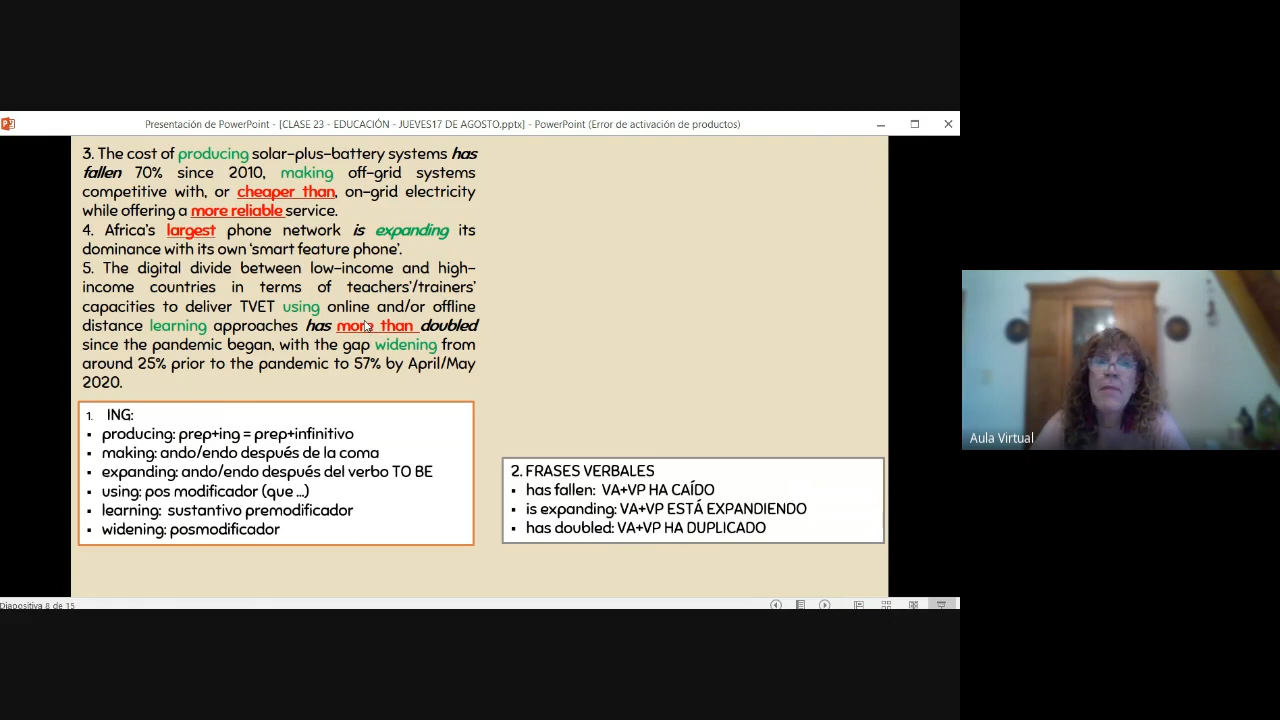 Presentación de PowerPoint - [CLASE 23 - EDUCACIÓN - JUEVES17 DE AGOSTO.pptx] - PowerPoint (Error de activación de productos)
3. The cost of producing solar-plus-battery systems has
fallen 70% since 2010, making off-grid systems
competitive with, or cheaper than, on-grid electricity
while offering a more reliable service.
4. Africa's largest phone network is expanding its
dominance with its own 'smart feature phone'.
5. The digital divide between low-income and high-
income countries in terms of teachers'/trainers'
capacities to deliver TVET using online and/or offline
distance learning approaches has more than doubled
since the pandemic began, with the gap widening from
around 25% prior to the pandemic to 57% by April/May
2020.
1. ING:
▪ producing: prep+ing = prep+infinitivo
▪ making: ando/endo después de la coma
▪ expanding: ando/endo después del verbo TO BE
▪ using: pos modificador (que ...)
▪ learning: sustantivo premodificador
▪ widening: posmodificador
2. FRASES VERBALES
▪ has fallen: VA+VP HA CAÍDO
▪ is expanding: VA+VP ESTÁ EXPANDIENDO
▪ has doubled: VA+VP HA DUPLICADO
Aula Virtual
Diapositiva 8 de 15